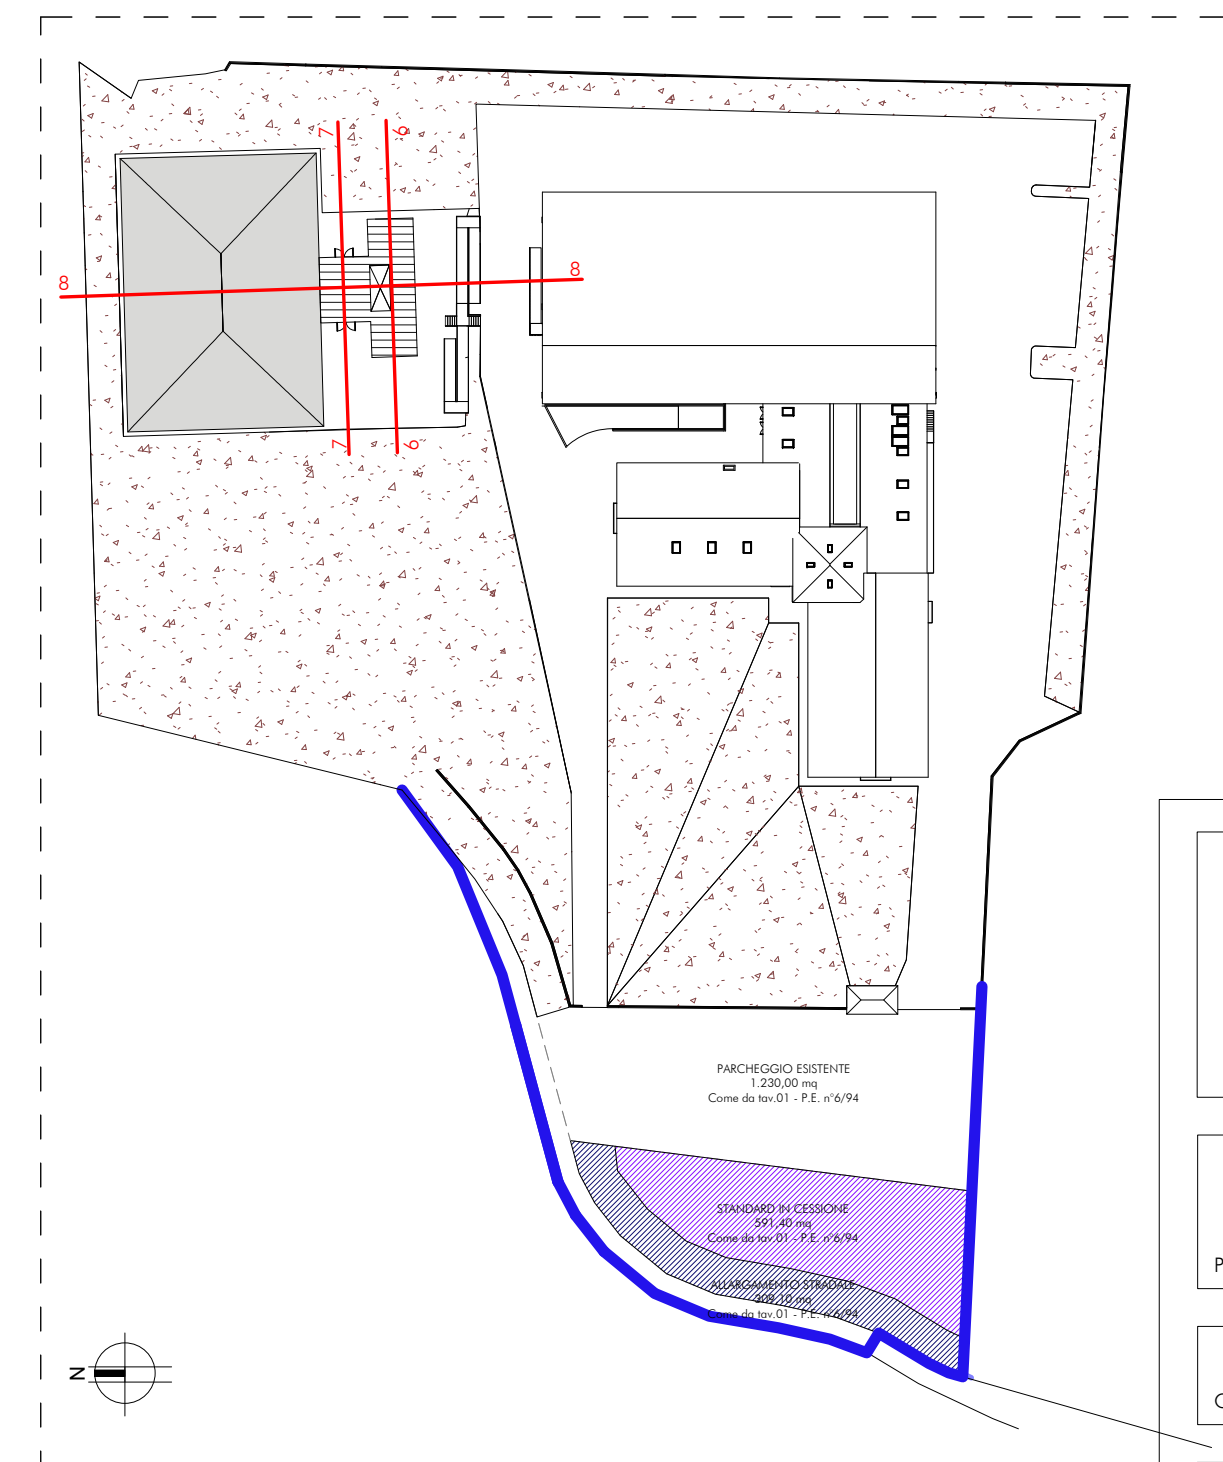 7
6
8
8
7
6
PARCHEGGIO ESISTENTE
1.230,00 mq
Come da tav.01 - P.E. n°6/94
STANDARD IN CESSIONE
591,40 mq
Come da tav.01 - P.E. n°6/94
ALLARGAMENTO STRADALE
309,10 mq
Come da tav.01 - P.E. n°6/94
P
N